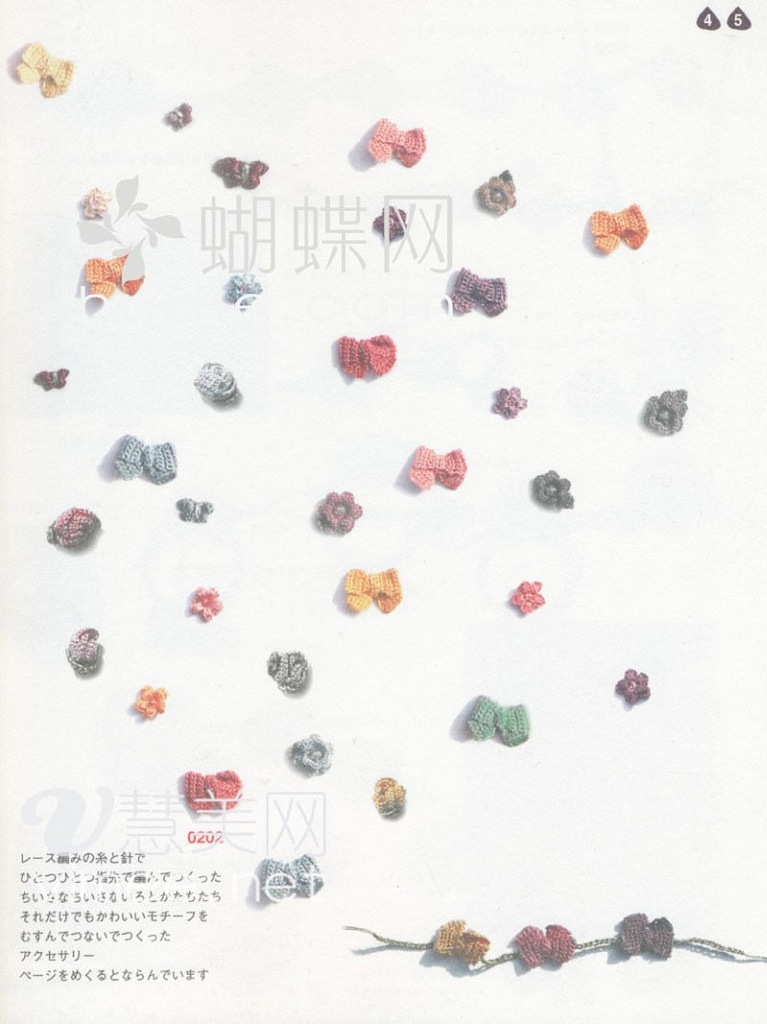 4 5
蝴蝶网
慧美网
0202
レース編みの糸と針で
ひとつひとつ指先で編んでつくった
ちいさなちいさないろとかたちたち
それだけでもかわいいモチーフを
むすんでつないでつくった
アクセサリー
ページをめくるとならんでいます